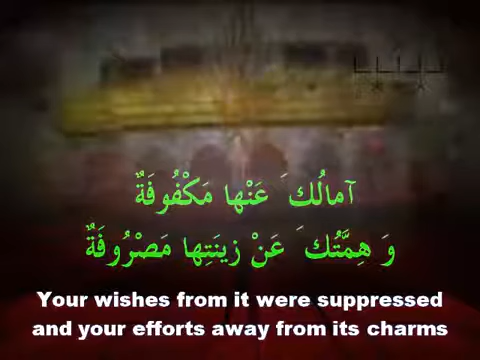 آمالُكَ عَنْها مَكْفُوفَةٌ
وَ هِمَّتُكَ عَنْ زينَتِها مَصْرُوفَةٌ
Your wishes from it were suppressed
and your efforts away from its charms